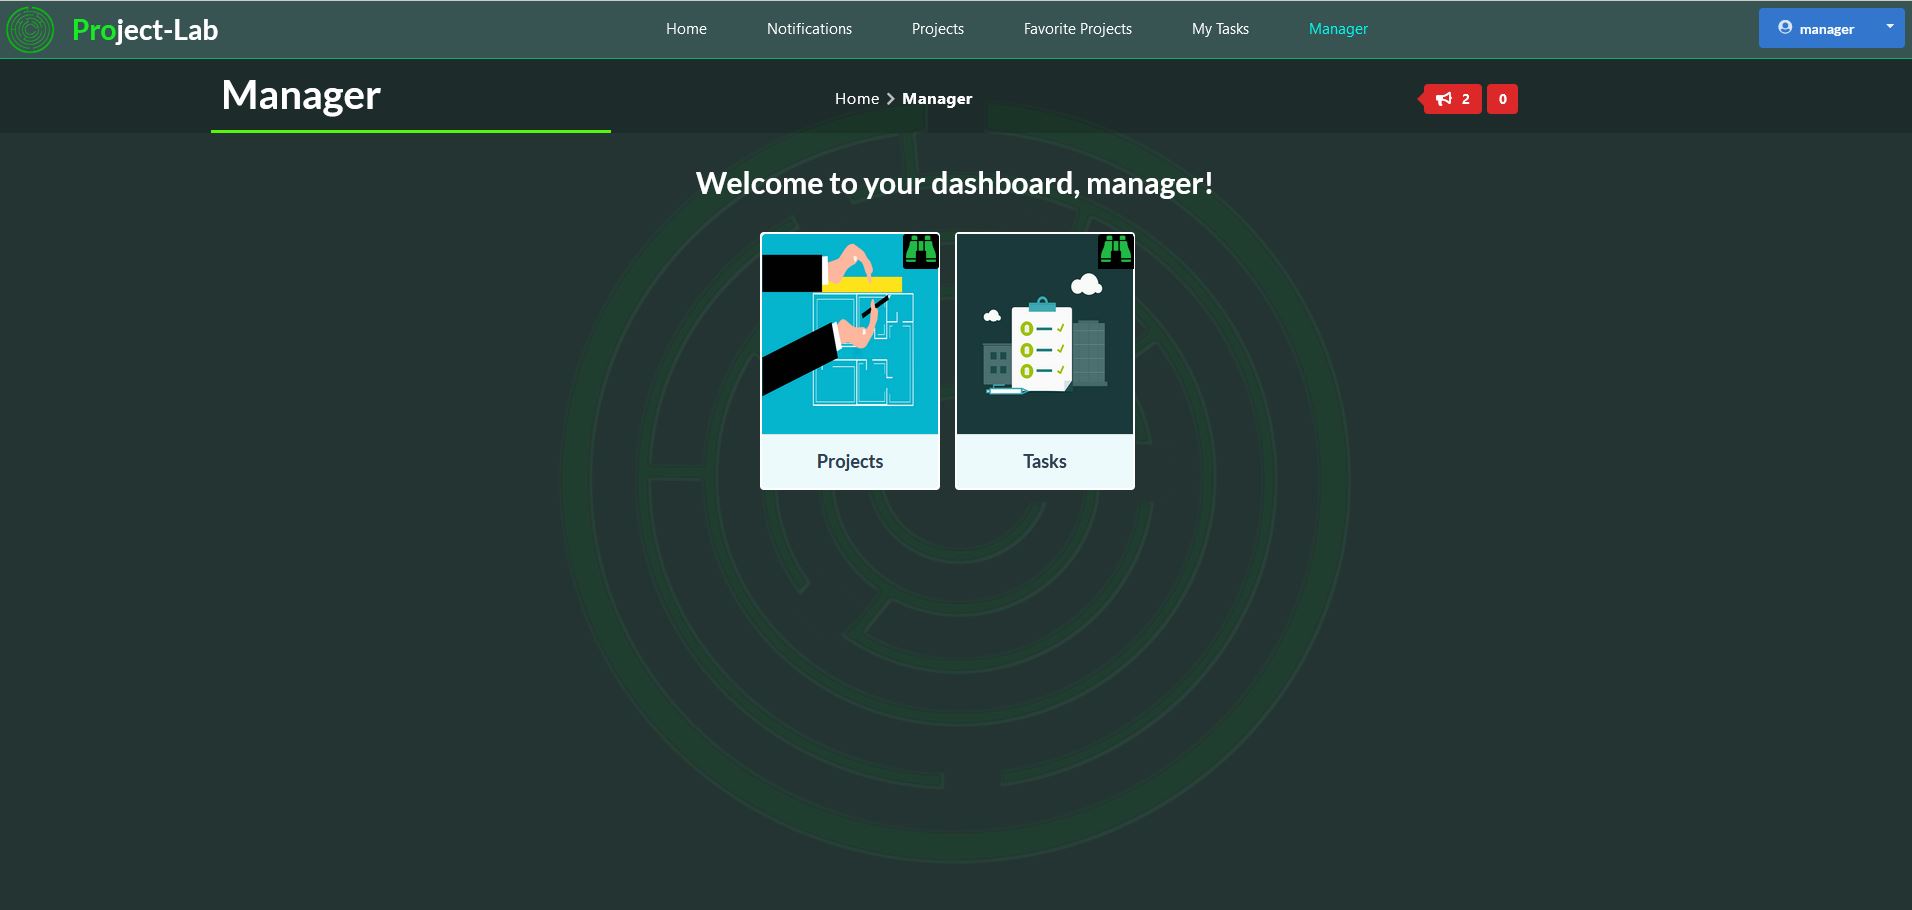 Project-Lab
Home Notifications Projects Favorite Projects My Tasks Manager
manager
Manager
Home Manager
2 0
Welcome to your dashboard, manager!
Projects Tasks